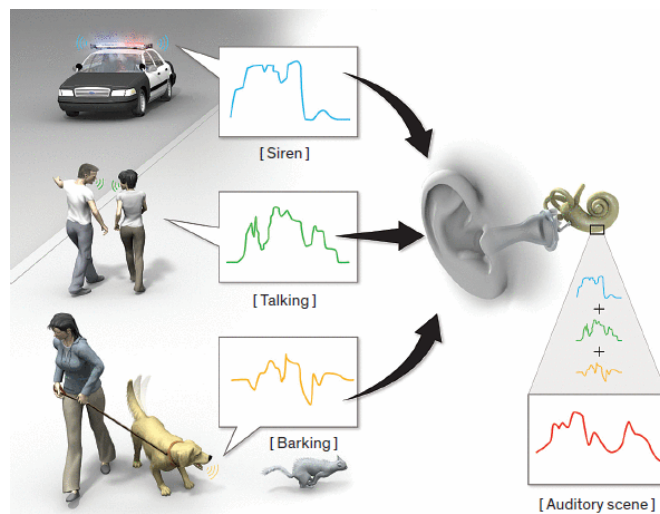 [ Siren ]
[ Talking ]
[ Barking ]
+
+
[ Auditory scene ]